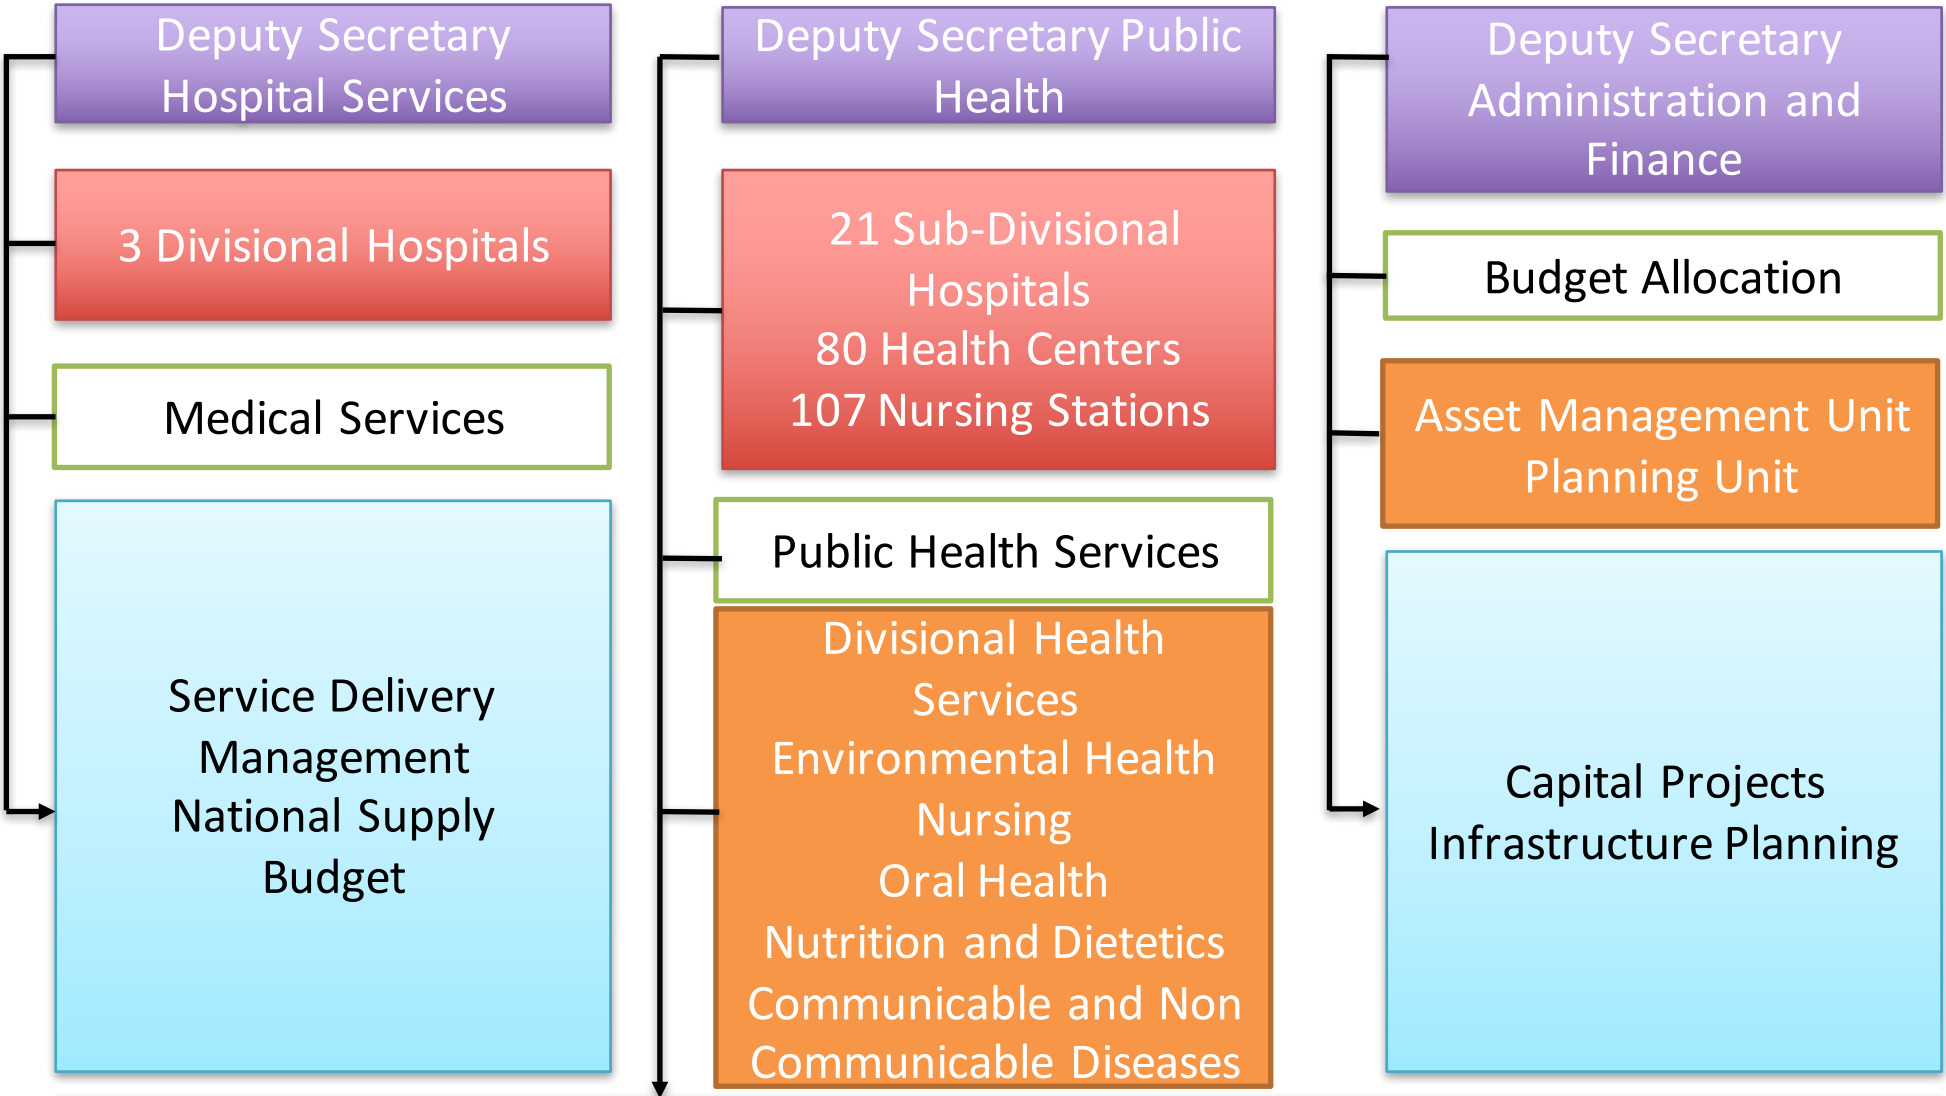 Deputy Secretary
Hospital Services
3 Divisional Hospitals
Medical Services
Service Delivery
Management
National Supply
Budget
Deputy Secretary Public
Health
21 Sub-Divisional
Hospitals
80 Health Centers
107 Nursing Stations
Public Health Services
Divisional Health
Services
Environmental Health
Nursing
Oral Health
Nutrition and Dietetics
Communicable and Non
Communicable Diseases
Deputy Secretary
Administration and
Finance
Budget Allocation
Asset Management Unit
Planning Unit
Capital Projects
Infrastructure Planning